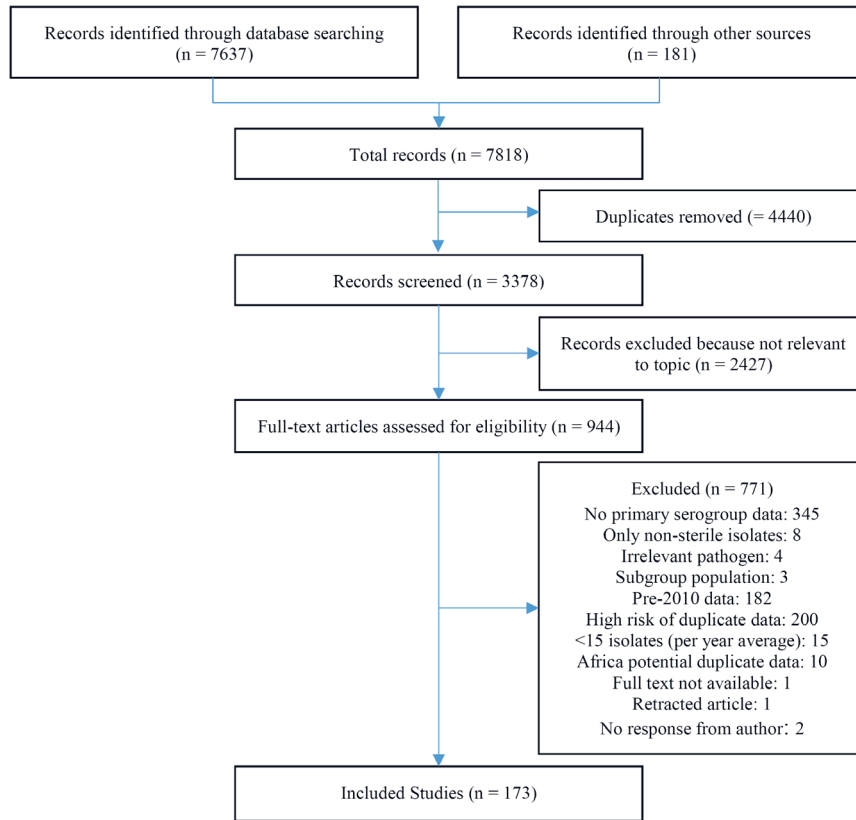 Records identified through database searching
(n = 7637)
Records identified through other sources
(n = 181)
Total records (n = 7818)
Duplicates removed (= 4440)
Records screened (n = 3378)
Records excluded because not relevant
to topic (n = 2427)
Full-text articles assessed for eligibility (n = 944)
Excluded (n = 771)
No primary serogroup data: 345
Only non-sterile isolates: 8
Irrelevant pathogen: 4
Subgroup population: 3
Pre-2010 data: 182
High risk of duplicate data: 200
<15 isolates (per year average): 15
Africa potential duplicate data: 10
Full text not available: 1
Retracted article: 1
No response from author: 2
Included Studies (n = 173)